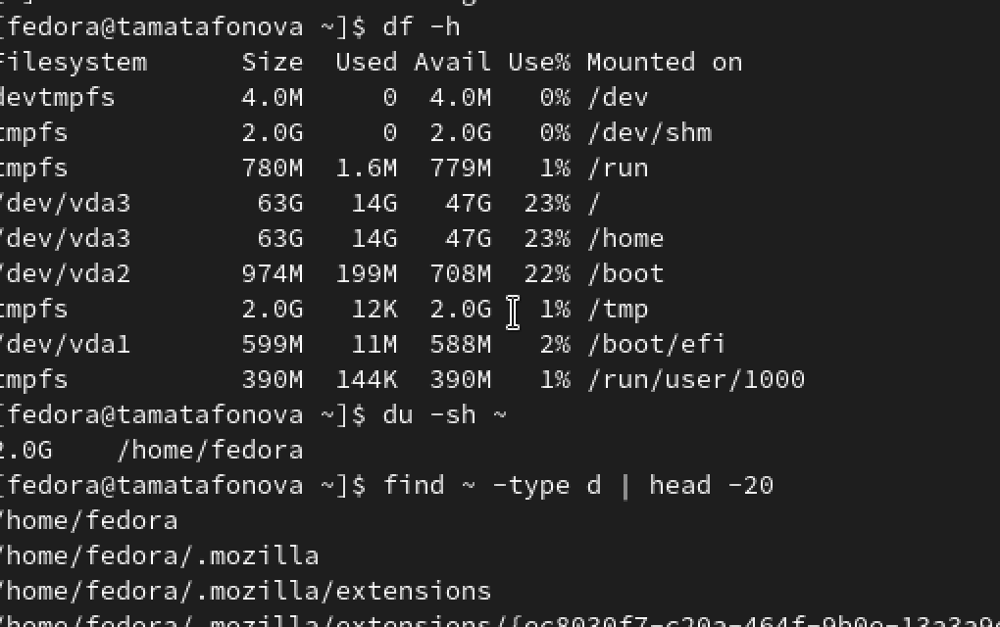 [fedora@tamatafonova ~]$ df -h
Filesystem      Size  Used Avail Use% Mounted on
devtmpfs        4.0M     0  4.0M   0% /dev
tmpfs           2.0G     0  2.0G   0% /dev/shm
tmpfs           780M  1.6M  779M   1% /run
/dev/vda3        63G   14G   47G  23% /
/dev/vda3        63G   14G   47G  23% /home
/dev/vda2       974M  199M  708M  22% /boot
tmpfs           2.0G   12K  2.0G   1% /tmp
/dev/vda1       599M   11M  588M   2% /boot/efi
tmpfs           390M  144K  390M   1% /run/user/1000
[fedora@tamatafonova ~]$ du -sh ~
2.0G    /home/fedora
[fedora@tamatafonova ~]$ find ~ -type d | head -20
/home/fedora
/home/fedora/.mozilla
/home/fedora/.mozilla/extensions
/home/fedora/.mozilla/extensions/{ec8030f7-c20a-464f-9b0e-13a3a9